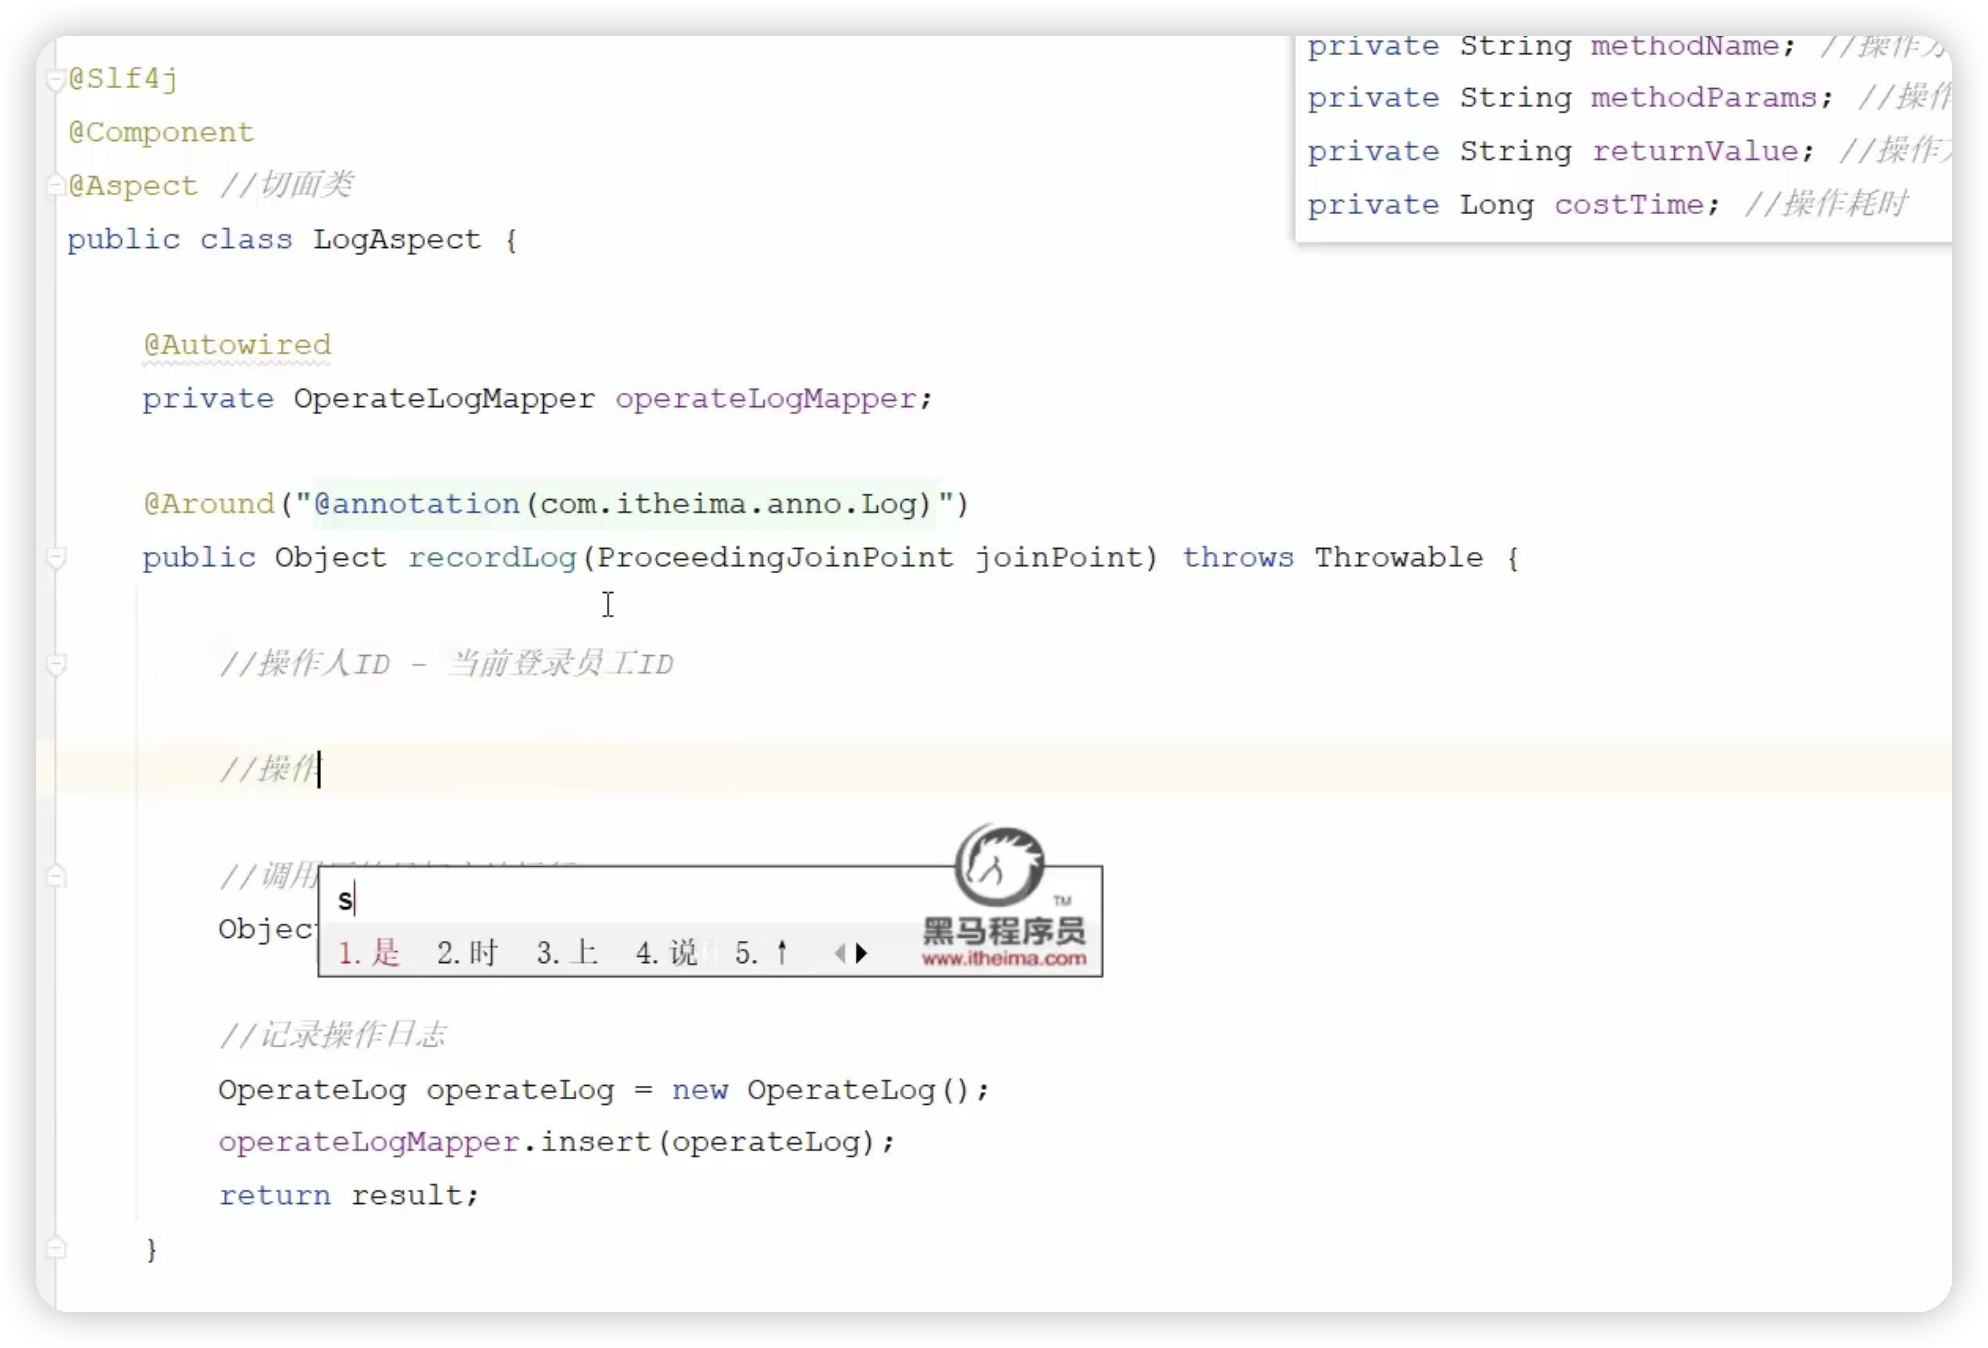 @Slf4j
@Component
@Aspect //切面类
public class LogAspect {
@Autowired
private OperateLogMapper operateLogMapper;
@Around("@annotation(com.itheima.anno.Log)")
public Object recordLog(ProceedingJoinPoint joinPoint) throws Throwable {
//操作人ID - 当前登录员工ID
//操作
//调用
Objec
s
1.是 2.时 3.上 4.说 5.↑
//记录操作日志
OperateLog operateLog = new OperateLog();
operateLogMapper.insert(operateLog);
return result;
}
private String methodName; //操作方
private String methodParams; //操作
private String returnValue; //操作
private Long costTime; //操作耗时
黑马程序员 TM
www.itheima.com